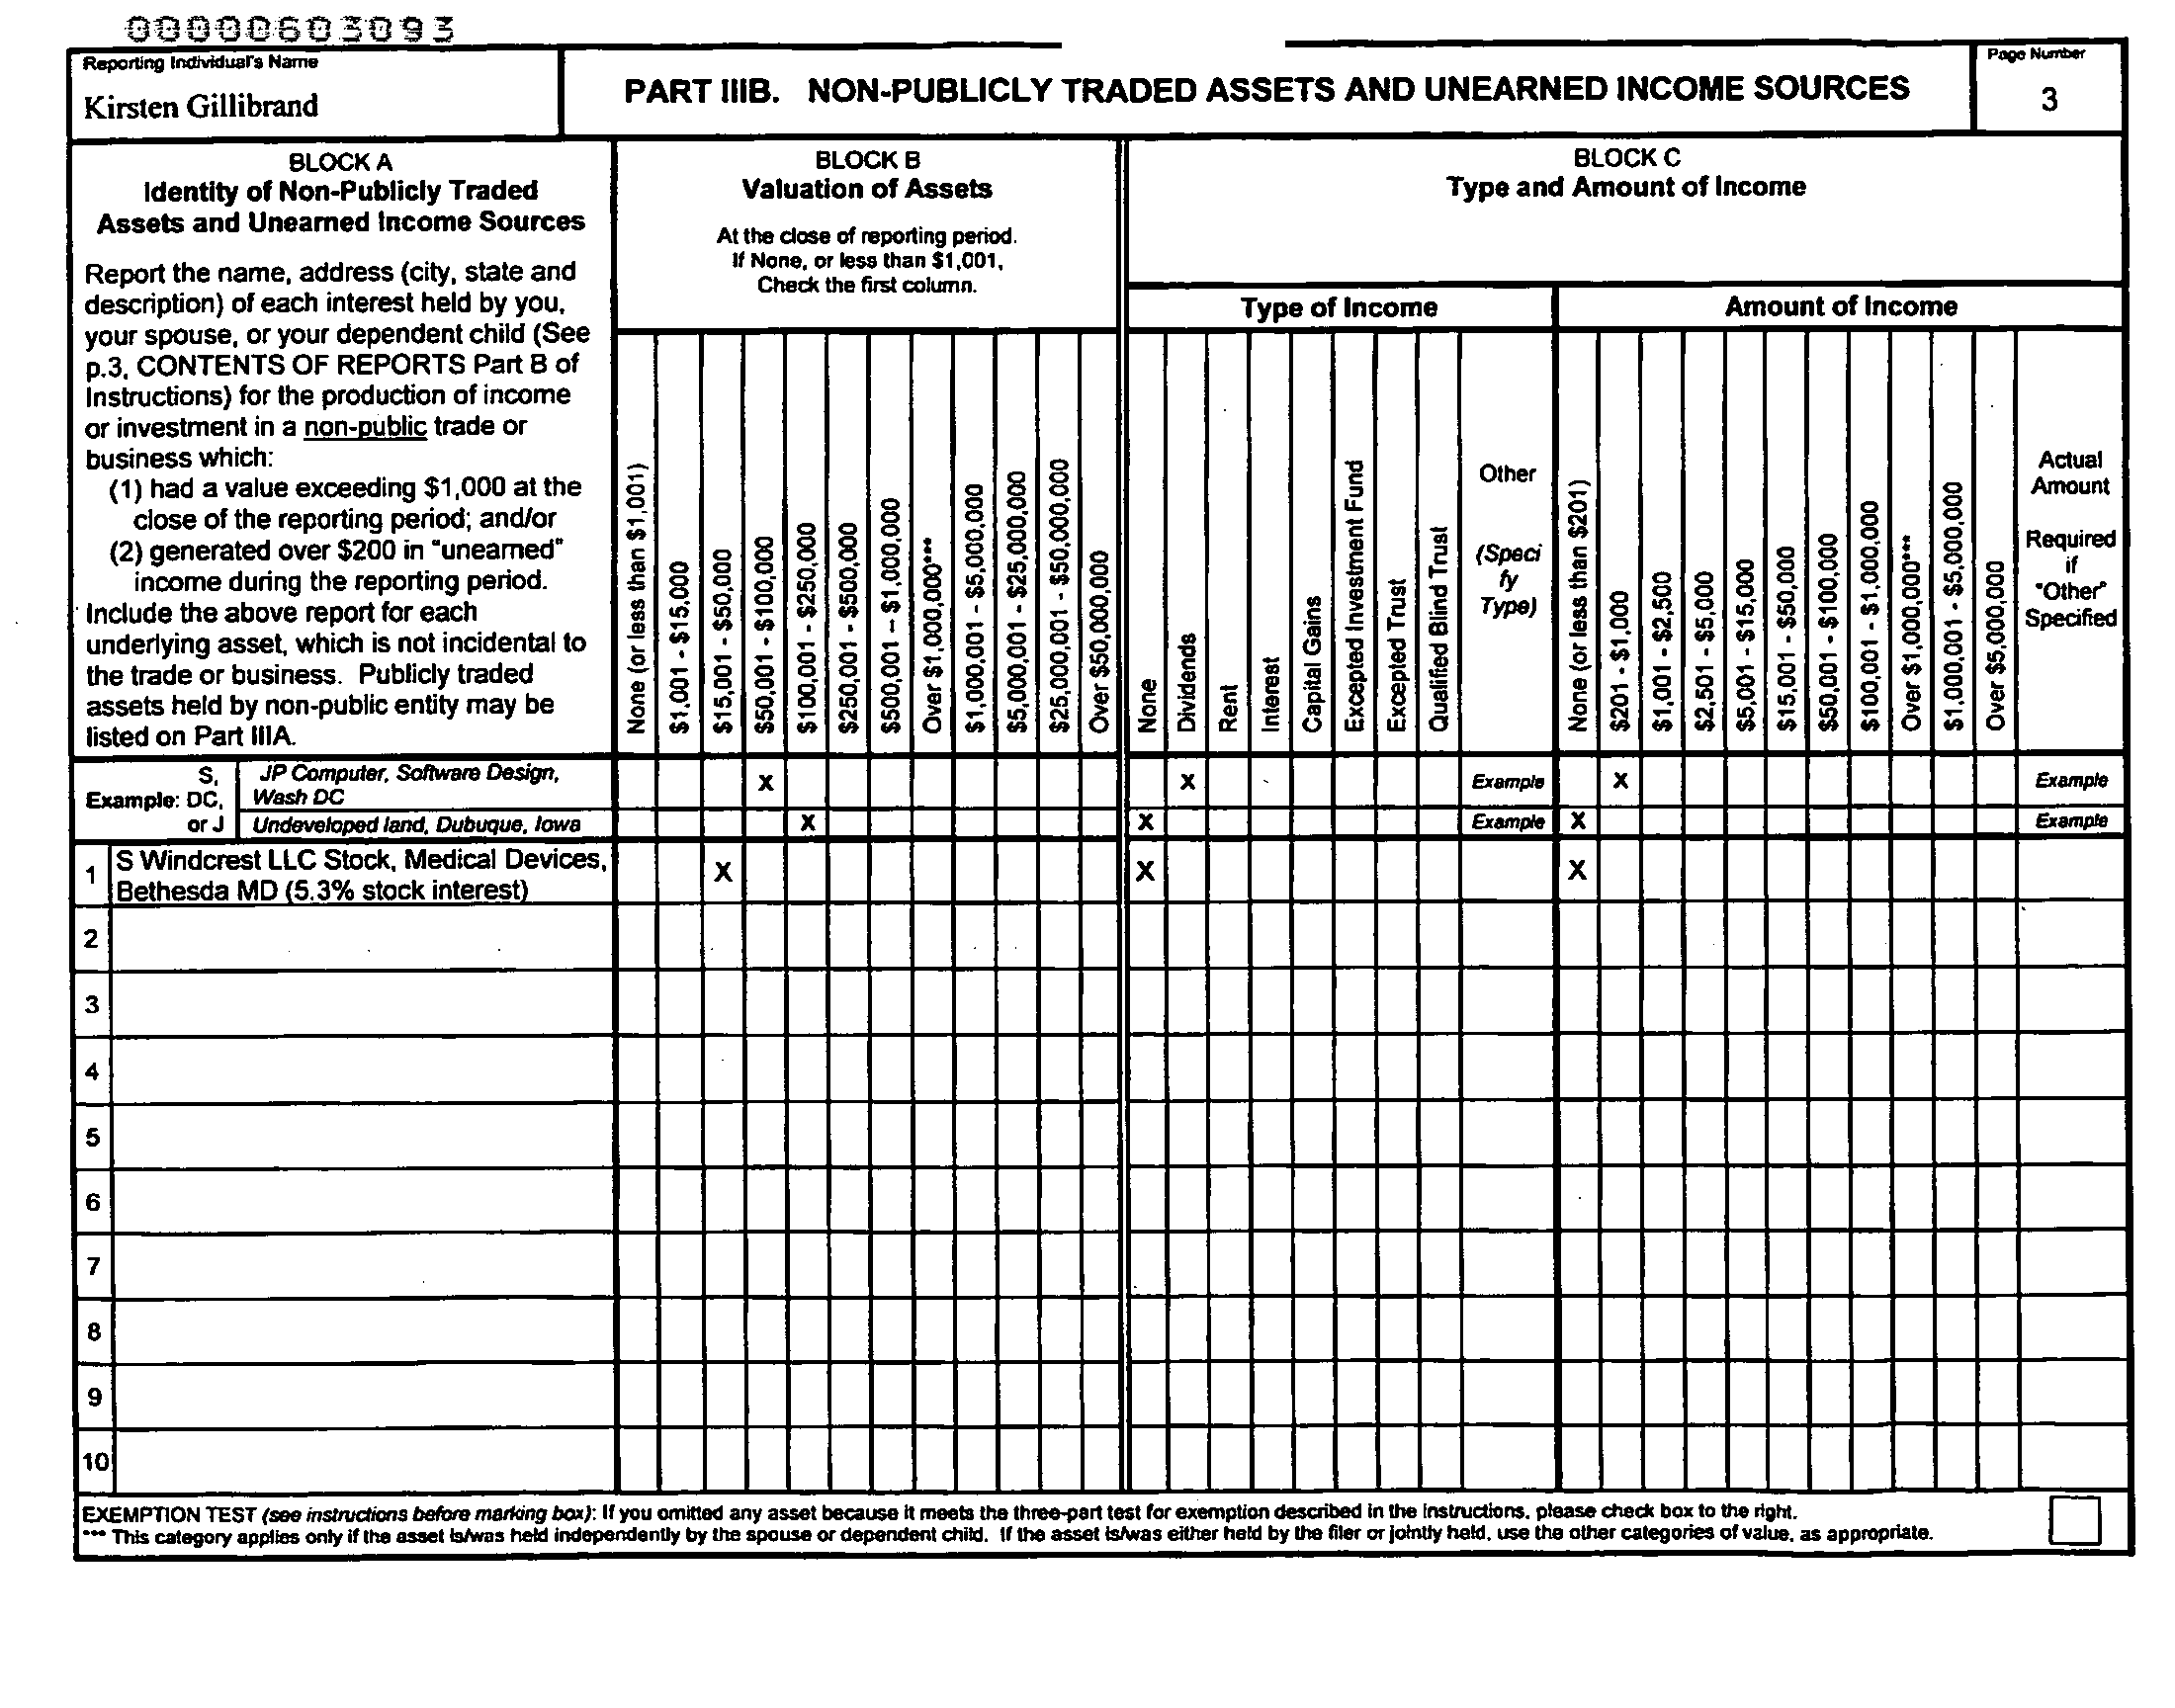 00000603093
Reporting Individual's Name
Kirsten Gillibrand
PART IIIB. NON-PUBLICLY TRADED ASSETS AND UNEARNED INCOME SOURCES
Page Number
3
BLOCK A
Identity of Non-Publicly Traded
Assets and Unearned Income Sources
Report the name, address (city, state and
description) of each interest held by you,
your spouse, or your dependent child (See
p.3, CONTENTS OF REPORTS Part B of
Instructions) for the production of income
or investment in a non-public trade or
business which:
(1) had a value exceeding $1,000 at the
close of the reporting period; and/or
(2) generated over $200 in "unearned"
income during the reporting period.
Include the above report for each
underlying asset, which is not incidental to
the trade or business. Publicly traded
assets held by non-public entity may be
listed on Part IIIA.
BLOCK B
Valuation of Assets
At the close of reporting period.
If None, or less than $1,001,
Check the first column.
None (or less than $1,001)
$1,001 - $15,000
$15,001 - $50,000
$50,001 - $100,000
$100,001 - $250,000
$250,001 - $500,000
$500,001 – $1,000,000
Over $1,000,000***
$1,000,001 - $5,000,000
$5,000,001 - $25,000,000
$25,000,001 - $50,000,000
Over $50,000,000
BLOCK C
Type and Amount of Income
Type of Income
None
Dividends
Rent
Interest
Capital Gains
Excepted Investment Fund
Excepted Trust
Qualified Blind Trust
Other
(Speci
fy
Type)
Amount of Income
None (or less than $201)
$201 - $1,000
$1,001 - $2,500
$2,501 - $5,000
$5,001 - $15,000
$15,001 - $50,000
$50,001 - $100,000
$100,001 - $1,000,000
Over $1,000,000***
$1,000,001 - $5,000,000
Over $5,000,000
Actual
Amount
Required
if
"Other"
Specified
Example:
S,
DC,
or J
JP Computer, Software Design,
Wash DC
X X Example X Example
Undeveloped land, Dubuque, Iowa X X Example X Example
1 S Windcrest LLC Stock, Medical Devices,
Bethesda MD (5.3% stock interest)
X X X
2
3
4
5
6
7
8
9
10
EXEMPTION TEST (see instructions before marking box): If you omitted any asset because it meets the three-part test for exemption described in the instructions, please check box to the right.
*** This category applies only if the asset is/was held independently by the spouse or dependent child. If the asset is/was either held by the filer or jointly held, use the other categories of value, as appropriate.